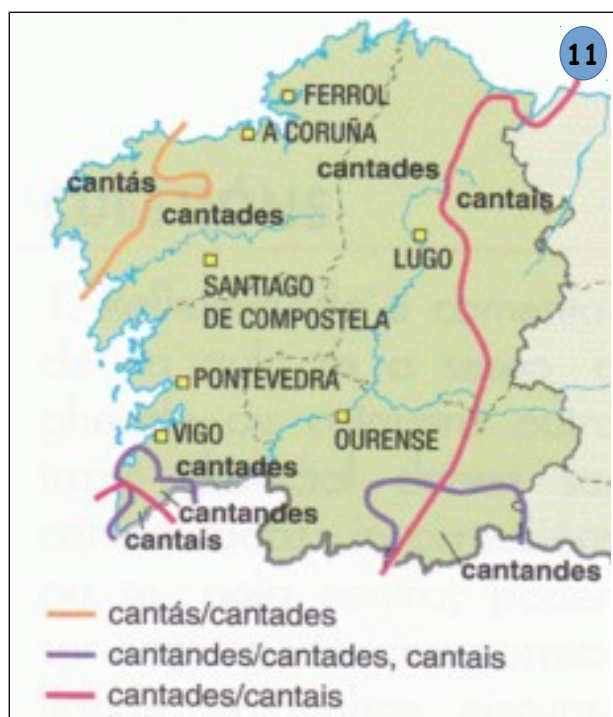 11
FERROL
A CORUÑA
cantás
cantades
cantades
cantais
LUGO
SANTIAGO
DE COMPOSTELA
PONTEVEDRA
VIGO
OURENSE
cantades
cantandes
cantais
cantandes
cantás/cantades
cantandes/cantades, cantais
cantades/cantais